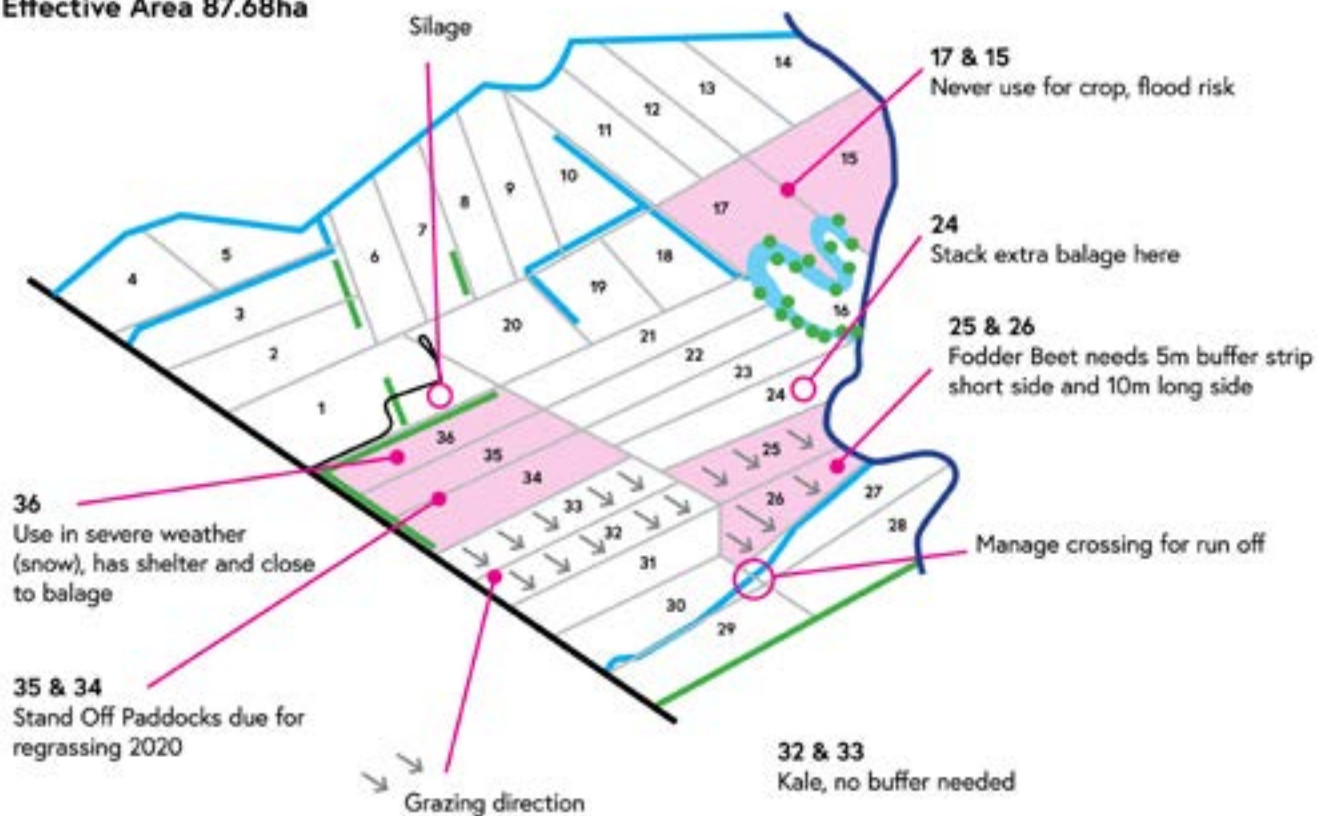 Effective Area 87.68ha
Silage
17 & 15
Never use for crop, flood risk
24
Stack extra balage here
25 & 26
Fodder Beet needs 5m buffer strip
short side and 10m long side
Manage crossing for run off
36
Use in severe weather
(snow), has shelter and close
to balage
35 & 34
Stand Off Paddocks due for
regrassing 2020
Grazing direction
32 & 33
Kale, no buffer needed
1
2
3
4
5
6
7
8
9
10
11
12
13
14
15
16
17
18
19
20
21
22
23
24
25
26
27
28
29
30
31
32
33
34
35
36